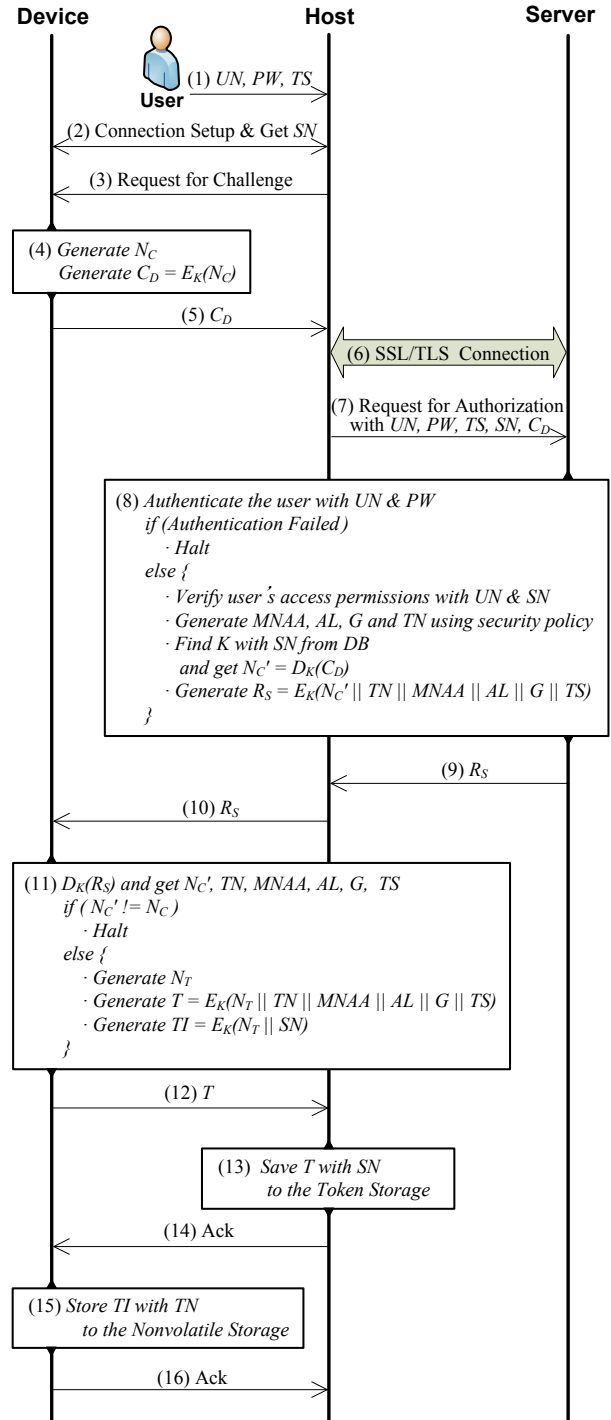 Device Host Server
User
(1) UN, PW, TS
(2) Connection Setup & Get SN
(3) Request for Challenge
(4) Generate N_C
Generate C_D = E_K(N_C)
(5) C_D
(6) SSL/TLS Connection
(7) Request for Authorization
with UN, PW, TS, SN, C_D
(8) Authenticate the user with UN & PW
if (Authentication Failed)
· Halt
else {
· Verify user's access permissions with UN & SN
· Generate MNAA, AL, G and TN using security policy
· Find K with SN from DB
and get N_C' = D_K(C_D)
· Generate R_S = E_K(N_C' || TN || MNAA || AL || G || TS)
}
(9) R_S
(10) R_S
(11) D_K(R_S) and get N_C', TN, MNAA, AL, G, TS
if ( N_C' != N_C )
· Halt
else {
· Generate N_T
· Generate T = E_K(N_T || TN || MNAA || AL || G || TS)
· Generate TI = E_K(N_T || SN)
}
(12) T
(13) Save T with SN
to the Token Storage
(14) Ack
(15) Store TI with TN
to the Nonvolatile Storage
(16) Ack